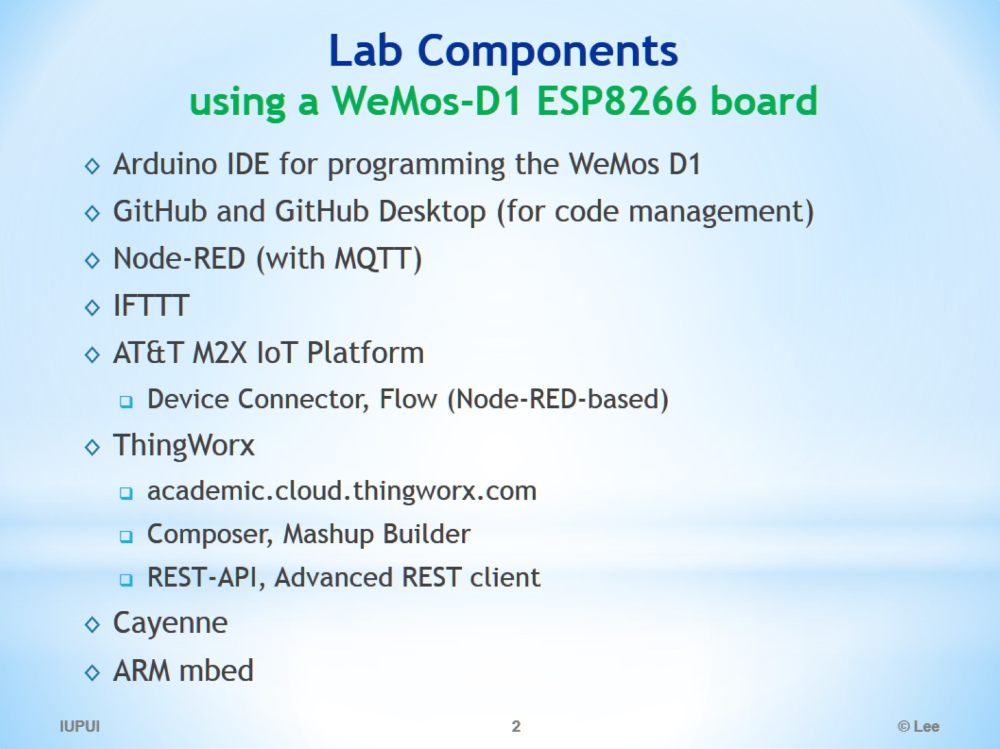 Lab Components
using a WeMos-D1 ESP8266 board
Arduino IDE for programming the WeMos D1
GitHub and GitHub Desktop (for code management)
Node-RED (with MQTT)
IFTTT
AT&T M2X IoT Platform
Device Connector, Flow (Node-RED-based)
ThingWorx
academic.cloud.thingworx.com
Composer, Mashup Builder
REST-API, Advanced REST client
Cayenne
ARM mbed
IUPUI
2
© Lee